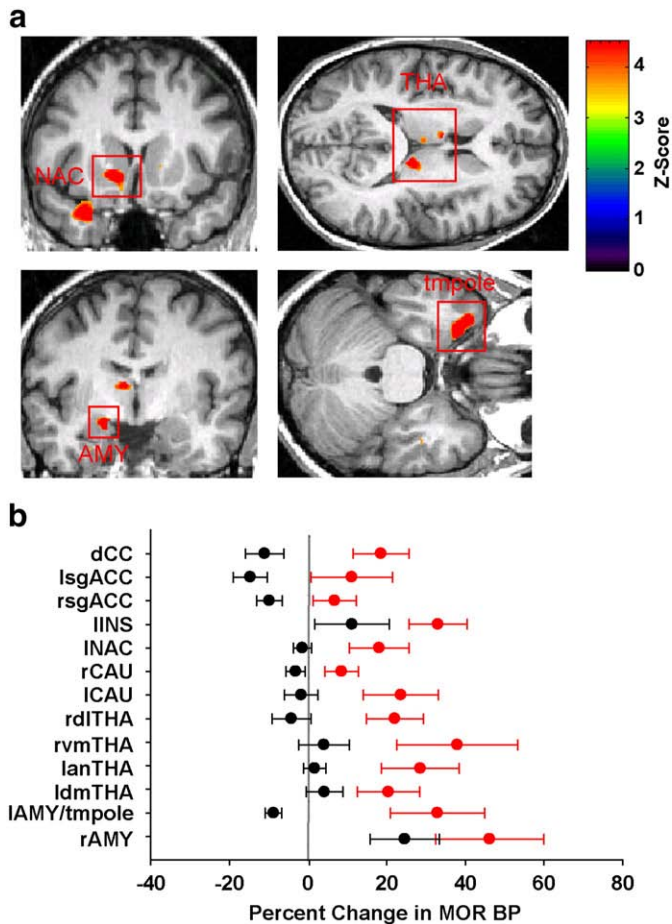 a
NAC
THA
4
3
2
1
0
Z-Score
AMY
tmpole
b
dCC
lsgACC
rsgACC
lINS
lNAC
rCAU
lCAU
rdlTHA
rvmTHA
lanTHA
ldmTHA
lAMY/tmpole
rAMY
-40 -20 0 20 40 60 80
Percent Change in MOR BP